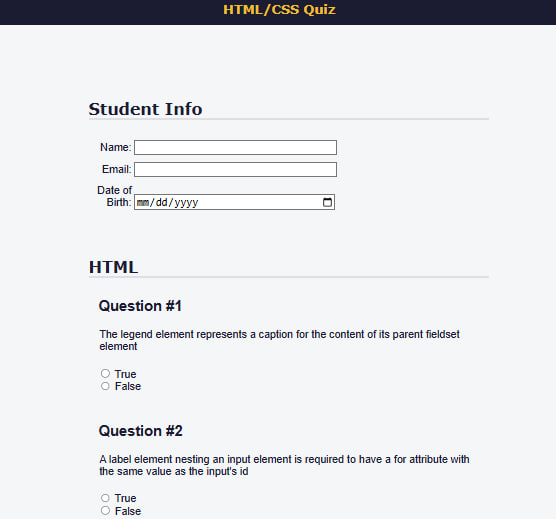 HTML/CSS Quiz
Student Info
Name:
Email:
Date of
Birth: mm/dd/yyyy
HTML
Question #1
The legend element represents a caption for the content of its parent fieldset
element
True
False
Question #2
A label element nesting an input element is required to have a for attribute with
the same value as the input's id
True
False